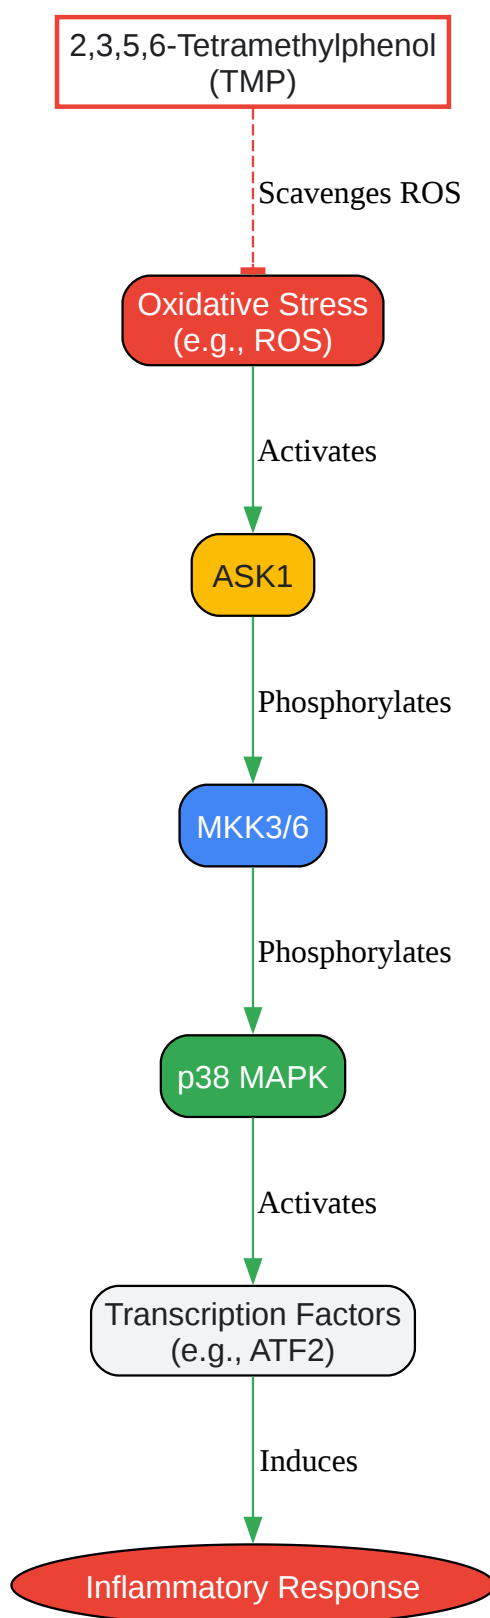 2,3,5,6-Tetramethylphenol
(TMP)
Scavenges ROS
Oxidative Stress
(e.g., ROS)
Activates
ASK1
Phosphorylates
MKK3/6
Phosphorylates
p38 MAPK
Activates
Transcription Factors
(e.g., ATF2)
Induces
Inflammatory Response